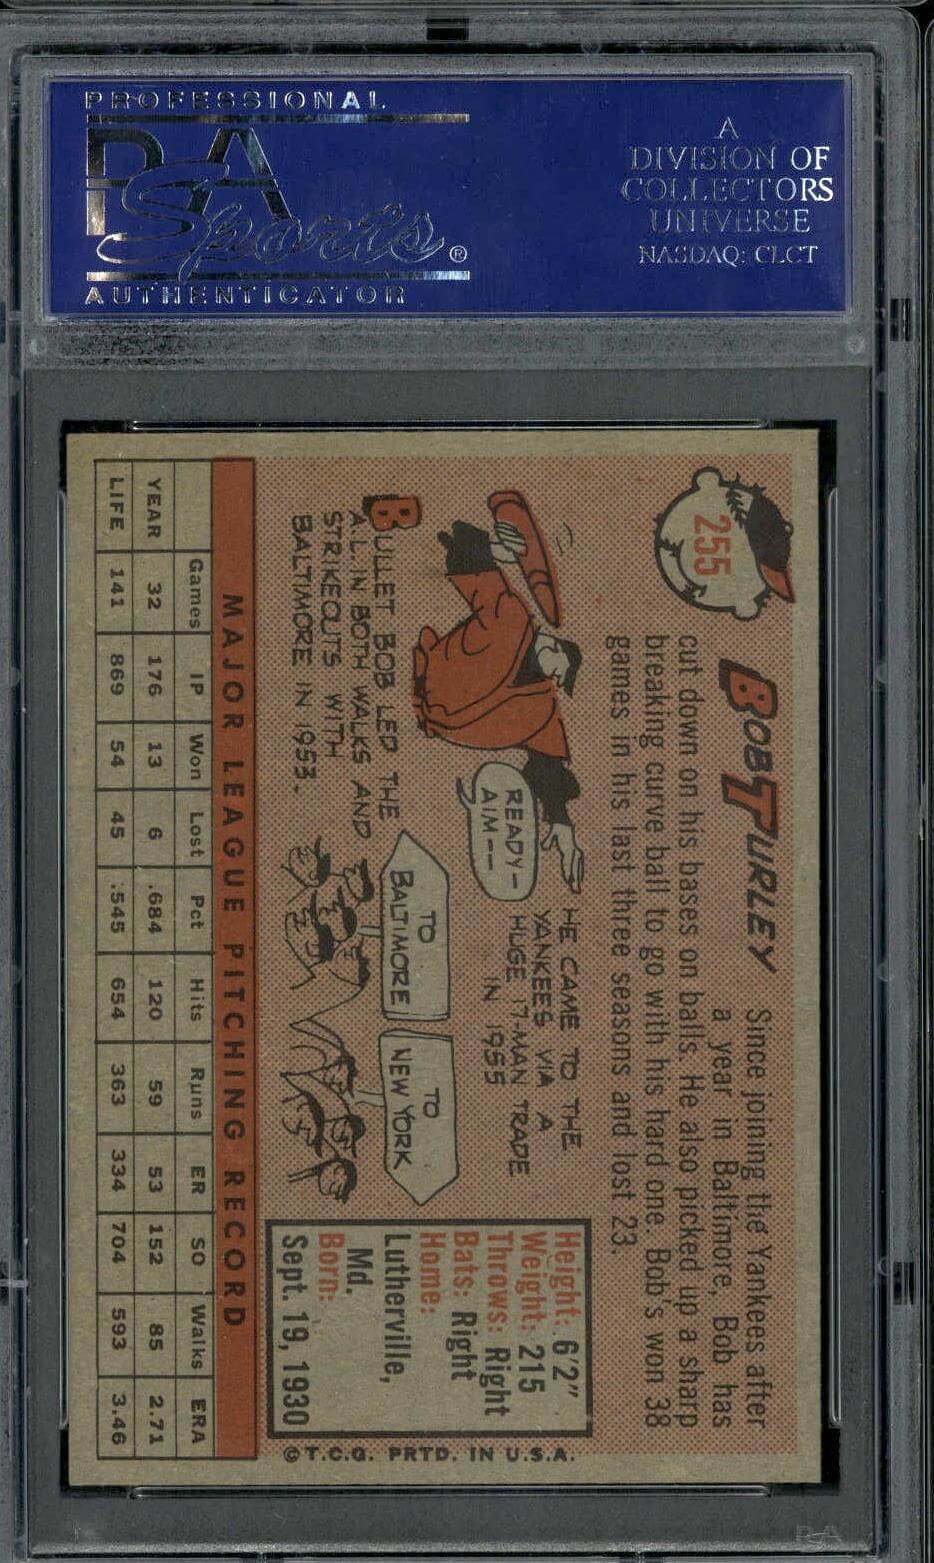 PROFESSIONAL
PSA
Sports®
AUTHENTICATOR
A
DIVISION OF
COLLECTORS
UNIVERSE
NASDAQ: CLCT
255
BOB TURLEY
Since joining the Yankees after
a year in Baltimore, Bob has
cut down on his bases on balls. He also picked up a sharp
breaking curve ball to go with his hard one. Bob's won 38
games in his last three seasons and lost 23.
HE CAME TO THE
YANKEES VIA A
HUGE 17-MAN TRADE
IN 1955
READY-
AIM--
BULLET BOB LED THE
A.L. IN BOTH WALKS AND
STRIKEOUTS WITH
BALTIMORE IN 1953.
TO
BALTIMORE
TO
NEW YORK
Height: 6'2"
Weight: 215
Throws: Right
Bats: Right
Home:
Lutherville,
Md.
Born:
Sept. 19, 1930
©T.C.G. PRTD. IN U.S.A.
MAJOR LEAGUE PITCHING RECORD
Games IP Won Lost Pct Hits Runs ER SO Walks ERA
YEAR 32 176 13 6 .684 120 59 53 152 85 2.71
LIFE 141 869 54 45 .545 654 363 334 704 593 3.46
PSA